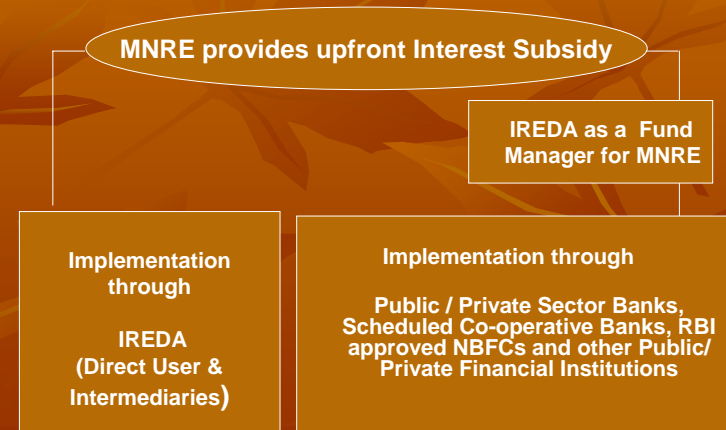 MNRE provides upfront Interest Subsidy
IREDA as a Fund
Manager for MNRE
Implementation
through
IREDA
(Direct User &
Intermediaries)
Implementation through
Public / Private Sector Banks,
Scheduled Co-operative Banks, RBI
approved NBFCs and other Public/
Private Financial Institutions